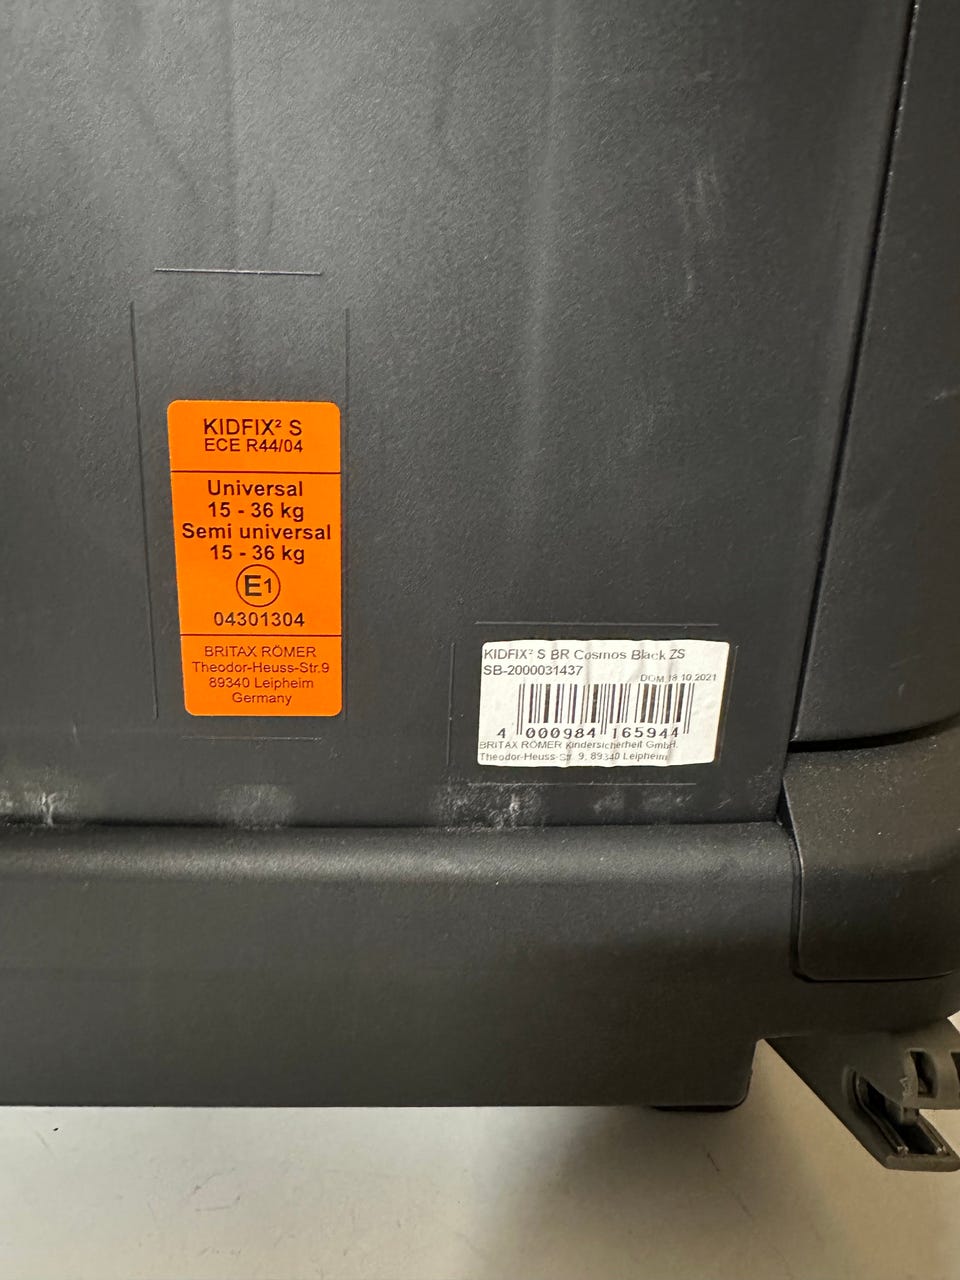 KIDFIX² S
ECE R44/04
Universal
15 - 36 kg
Semi universal
15 - 36 kg
E1
04301304
BRITAX RÖMER
Theodor-Heuss-Str.9
89340 Leipheim
Germany
KIDFIX² S BR Cosmos Black ZS
SB-2000031437
DOM 18.10.2021
4 000984 165944
BRITAX RÖMER Kindersicherheit GmbH.
Theodor-Heuss-Str. 9, 89340 Leipheim